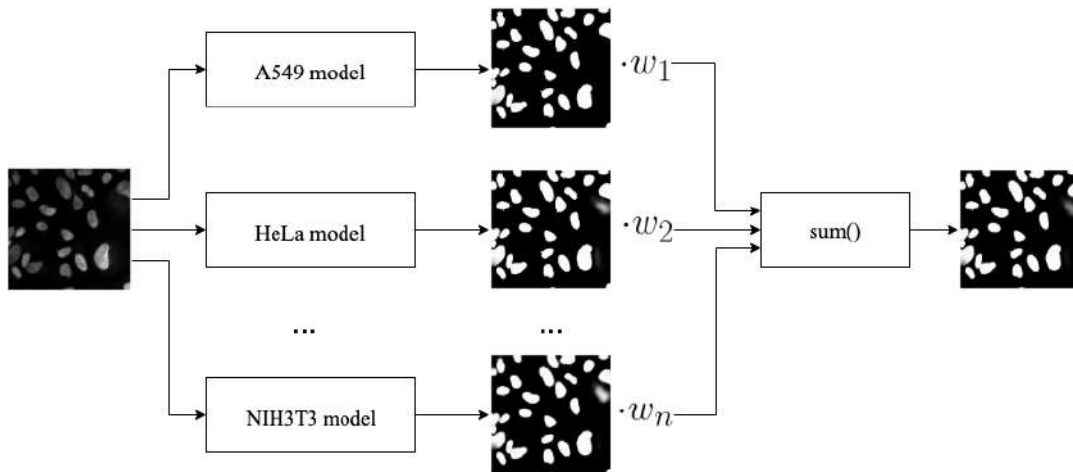 A549 model
·w₁
HeLa model
·w₂
sum()
...
...
NIH3T3 model
·wₙ